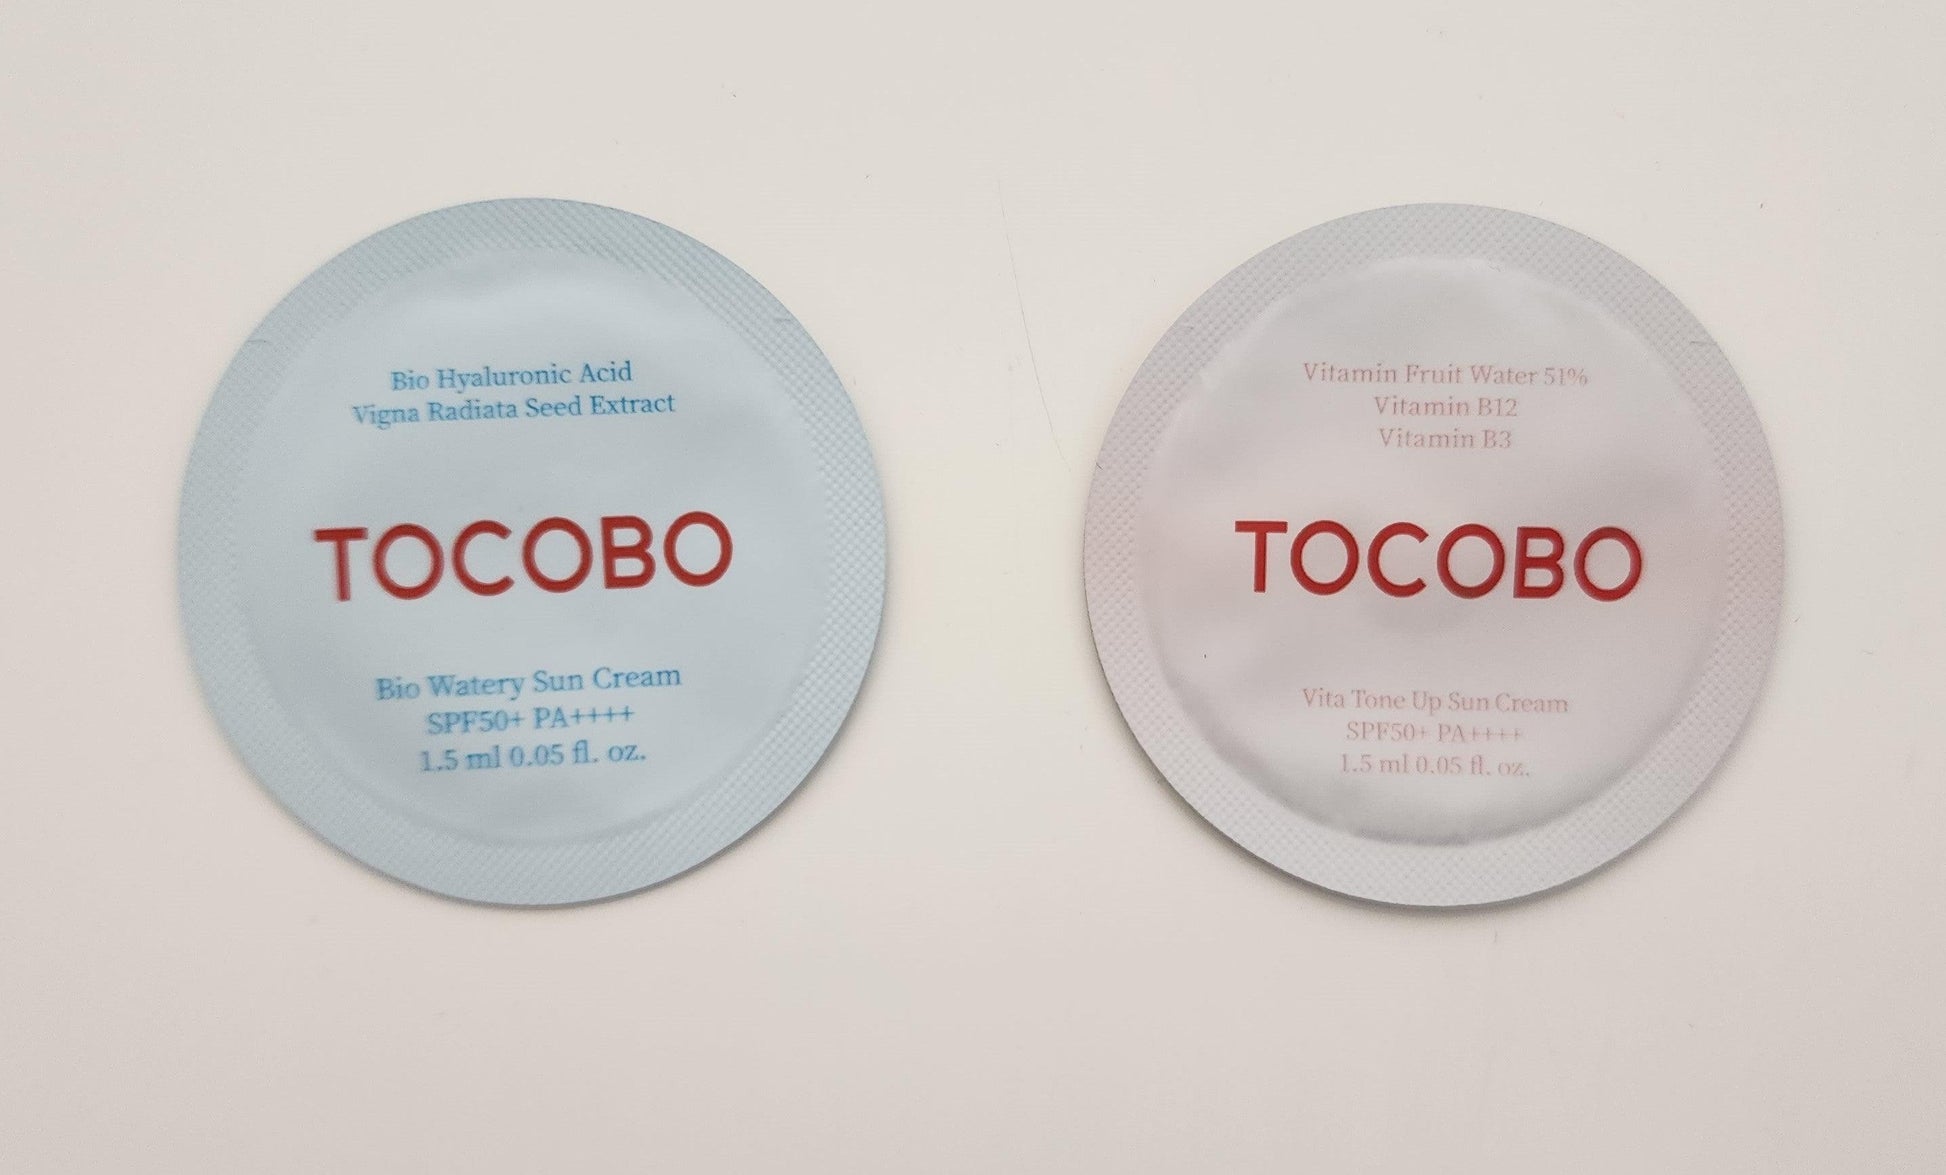 Bio Hyaluronic Acid
Vigna Radiata Seed Extract
TOCOBO
Bio Watery Sun Cream
SPF50+ PA++++
1.5 ml 0.05 fl. oz.
Vitamin Fruit Water 51%
Vitamin B12
Vitamin B3
TOCOBO
Vita Tone Up Sun Cream
SPF50+ PA++++
1.5 ml 0.05 fl. oz.